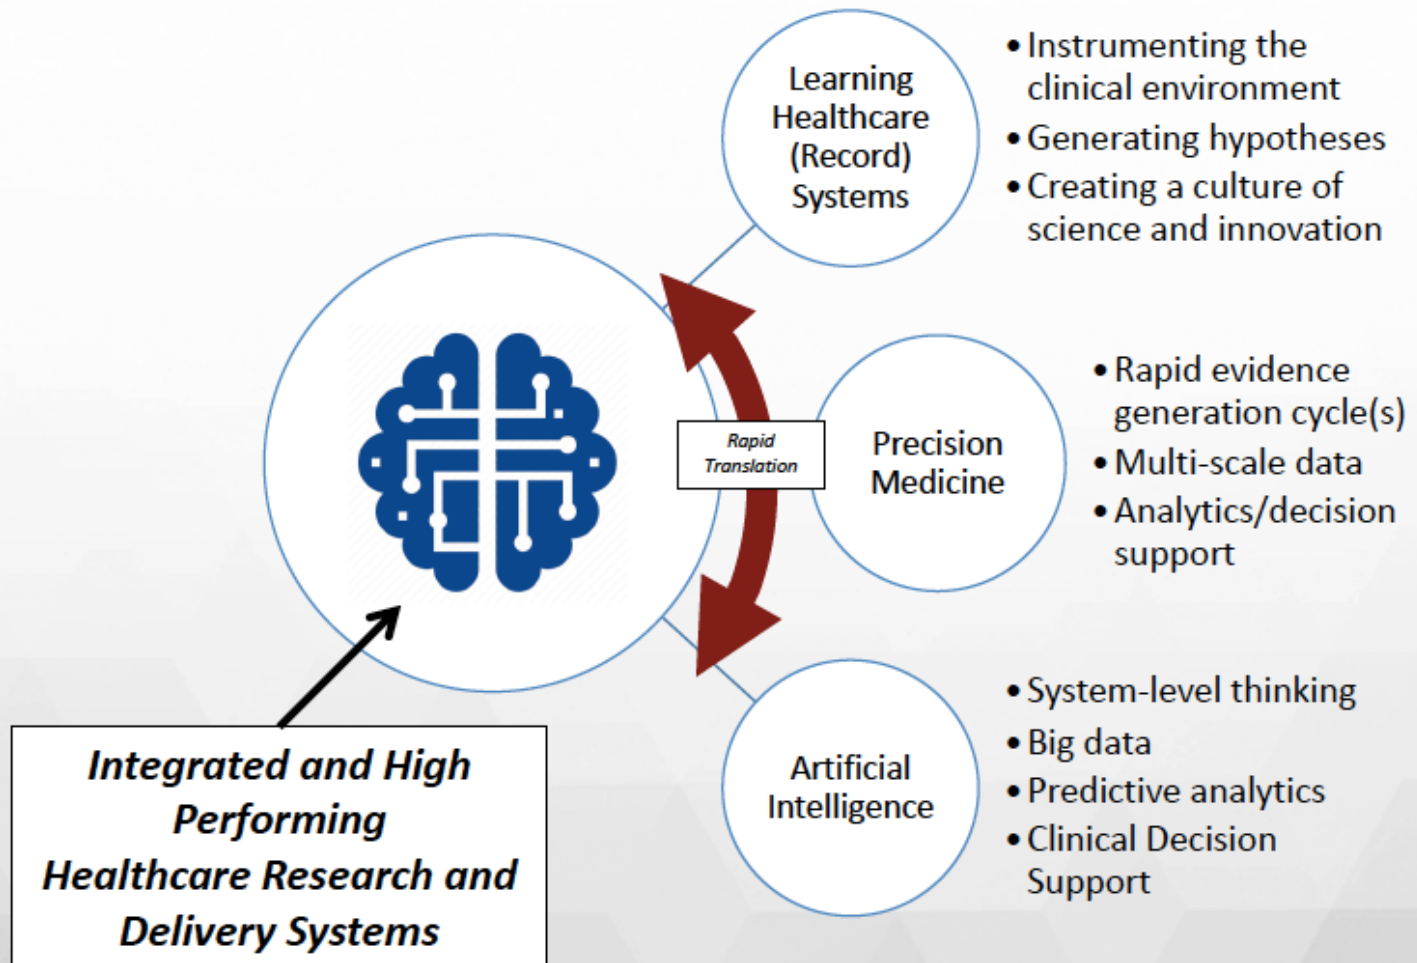 Learning
Healthcare
(Record)
Systems
• Instrumenting the
clinical environment
• Generating hypotheses
• Creating a culture of
science and innovation
Rapid
Translation
Precision
Medicine
• Rapid evidence
generation cycle(s)
• Multi-scale data
• Analytics/decision
support
Artificial
Intelligence
• System-level thinking
• Big data
• Predictive analytics
• Clinical Decision
Support
Integrated and High
Performing
Healthcare Research and
Delivery Systems